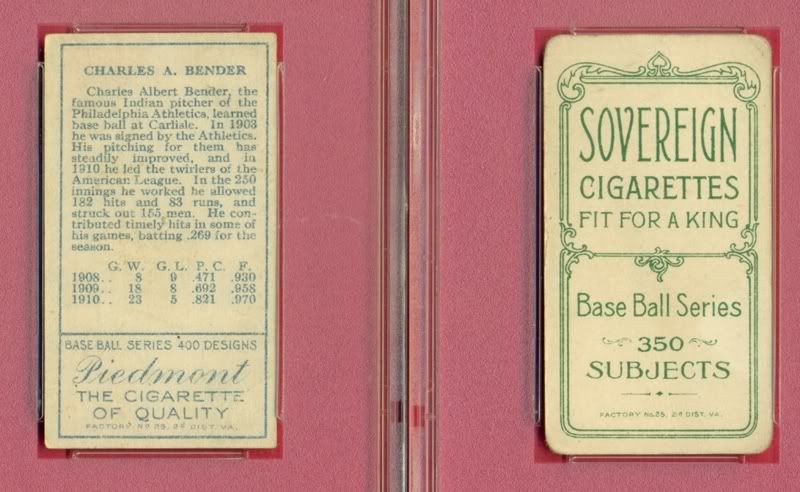 CHARLES A. BENDER
Charles Albert Bender, the
famous Indian pitcher of the
Philadelphia Athletics, learned
base ball at Carlisle. In 1903
he was signed by the Athletics.
His pitching for them has
steadily improved, and in
1910 he led the twirlers of the
American League. In the 250
innings he worked he allowed
182 hits and 83 runs, and
struck out 155 men. He con-
tributed timely hits in some of
his games, batting .269 for the
season.
G. W. G. L. P. C. F.
1908.. 8 9 .471 .930
1909.. 18 8 .692 .958
1910.. 23 5 .821 .970
BASE BALL SERIES 400 DESIGNS
Piedmont
THE CIGARETTE
OF QUALITY
FACTORY No 25, 2d DIST. VA.
SOVEREIGN
CIGARETTES
FIT FOR A KING
Base Ball Series
350
SUBJECTS
FACTORY No. 25, 2d DIST. VA.